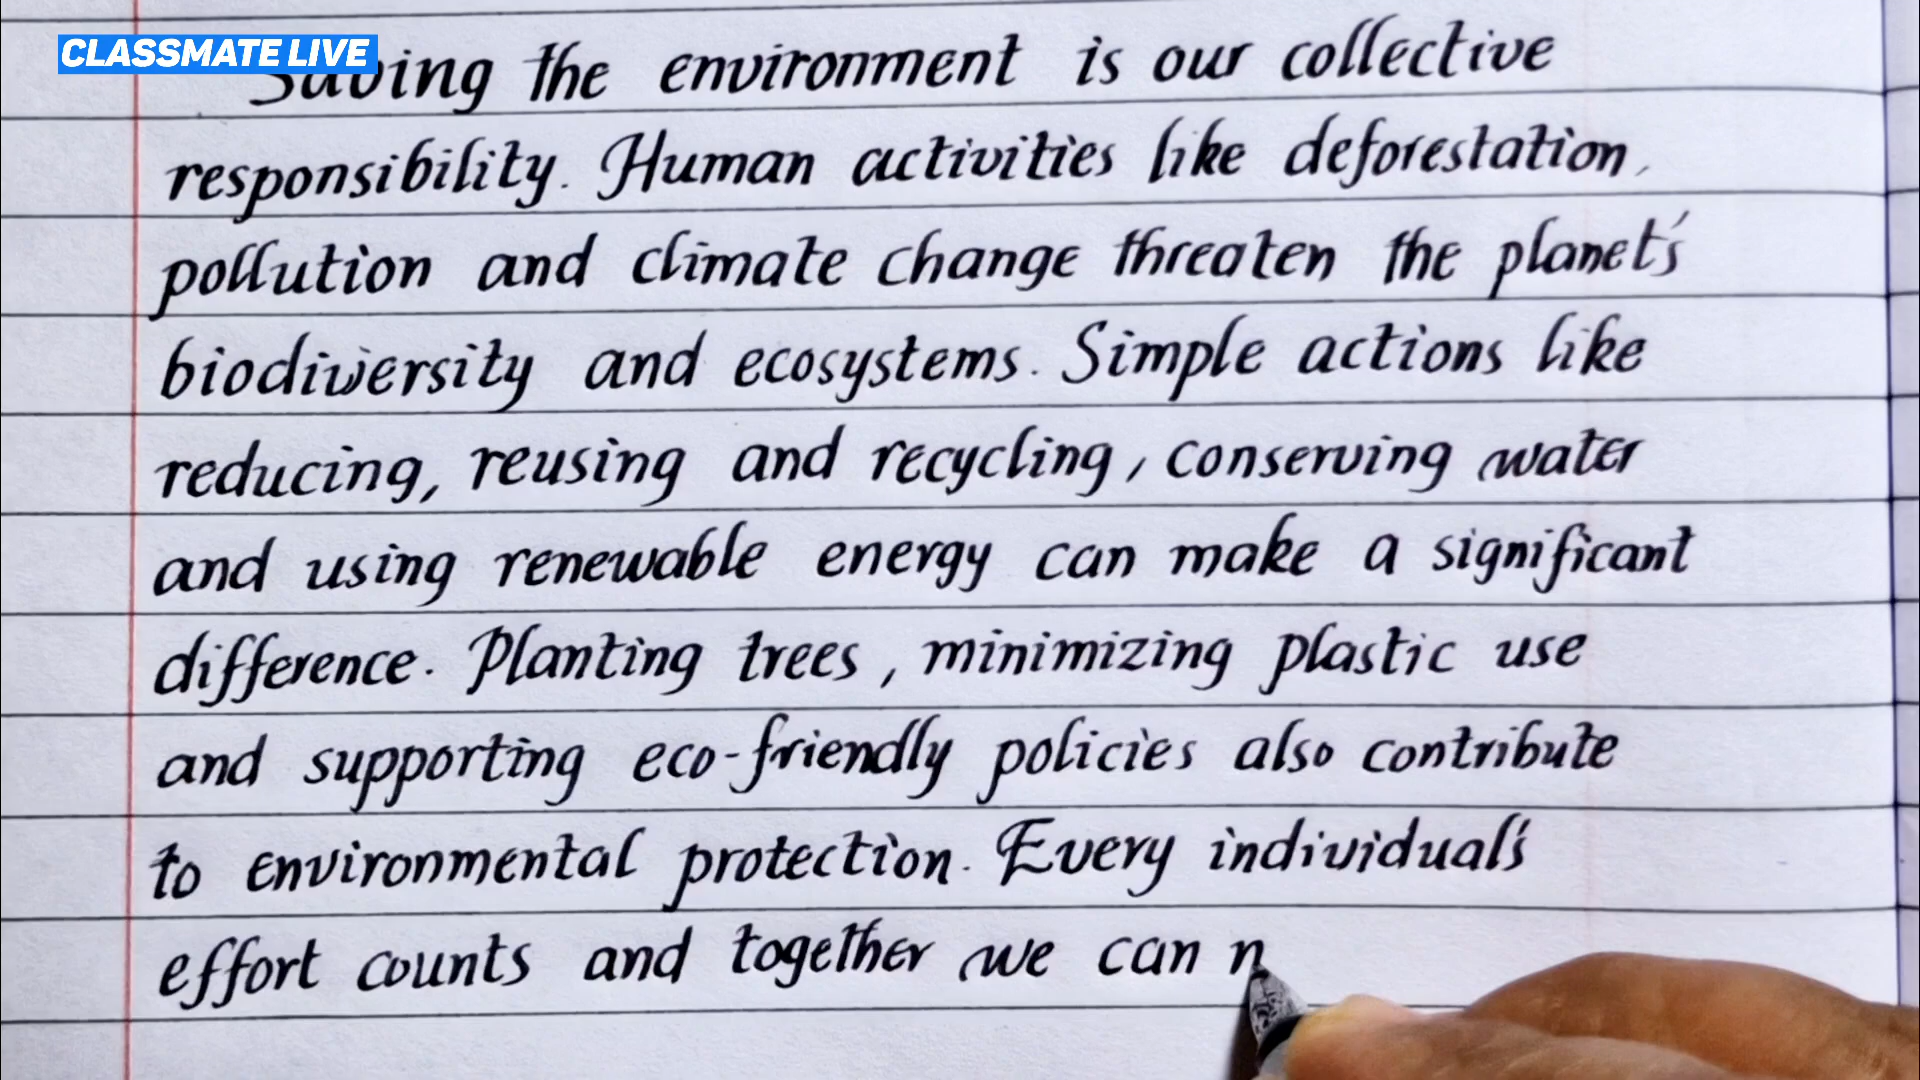 CLASSMATE LIVE
Saving the environment is our collective
responsibility. Human activities like deforestation,
pollution and climate change threaten the planet's
biodiversity and ecosystems. Simple actions like
reducing, reusing and recycling, conserving water
and using renewable energy can make a significant
difference. Planting trees, minimizing plastic use
and supporting eco-friendly policies also contribute
to environmental protection. Every individual's
effort counts and together we can n